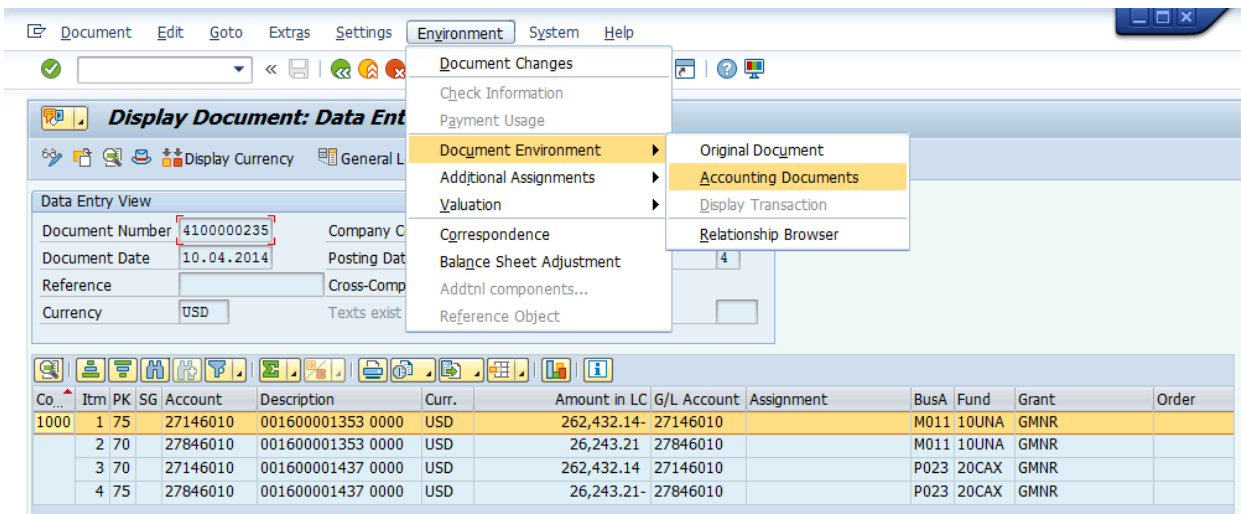 Document Edit Goto Extras Settings Environment System Help
Document Changes
Check Information
Display Document: Data Ent
Payment Usage
Document Environment
Original Document
Display Currency
General L
Additional Assignments
Accounting Documents
Data Entry View
Valuation
Display Transaction
Document Number 4100000235 Company C
Correspondence
Relationship Browser
Document Date 10.04.2014 Posting Dat
Balance Sheet Adjustment
4
Reference
Cross-Comp
Addtnl components...
Currency USD Texts exist
Reference Object
Co... Itm PK SG Account Description Curr. Amount in LC G/L Account Assignment BusA Fund Grant Order
1000 1 75 27146010 001600001353 0000 USD 262,432.14- 27146010 M011 10UNA GMNR
2 70 27846010 001600001353 0000 USD 26,243.21 27846010 M011 10UNA GMNR
3 70 27146010 001600001437 0000 USD 262,432.14 27146010 P023 20CAX GMNR
4 75 27846010 001600001437 0000 USD 26,243.21- 27846010 P023 20CAX GMNR